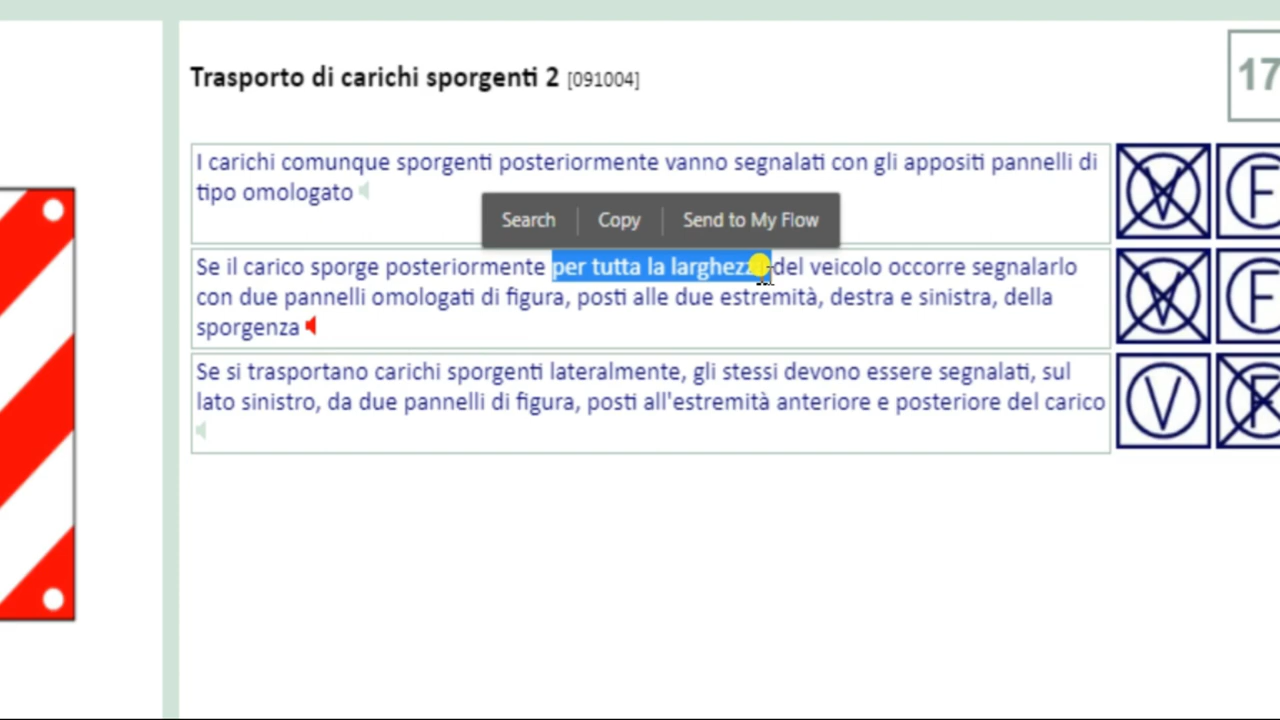 Trasporto di carichi sporgenti 2 [091004]
17
I carichi comunque sporgenti posteriormente vanno segnalati con gli appositi pannelli di
tipo omologato
V F
Search Copy Send to My Flow
Se il carico sporge posteriormente per tutta la larghezza del veicolo occorre segnalarlo
con due pannelli omologati di figura, posti alle due estremità, destra e sinistra, della
sporgenza
V F
Se si trasportano carichi sporgenti lateralmente, gli stessi devono essere segnalati, sul
lato sinistro, da due pannelli di figura, posti all'estremità anteriore e posteriore del carico
V F